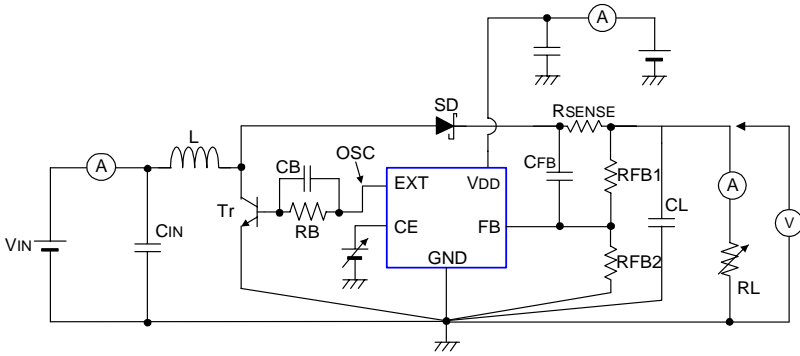 A
SD
RSENSE
L
OSC
A
CB
EXT
VDD
CFB
RFB1
A
Tr
RB
CE
FB
CL
V
VIN
CIN
GND
RFB2
RL